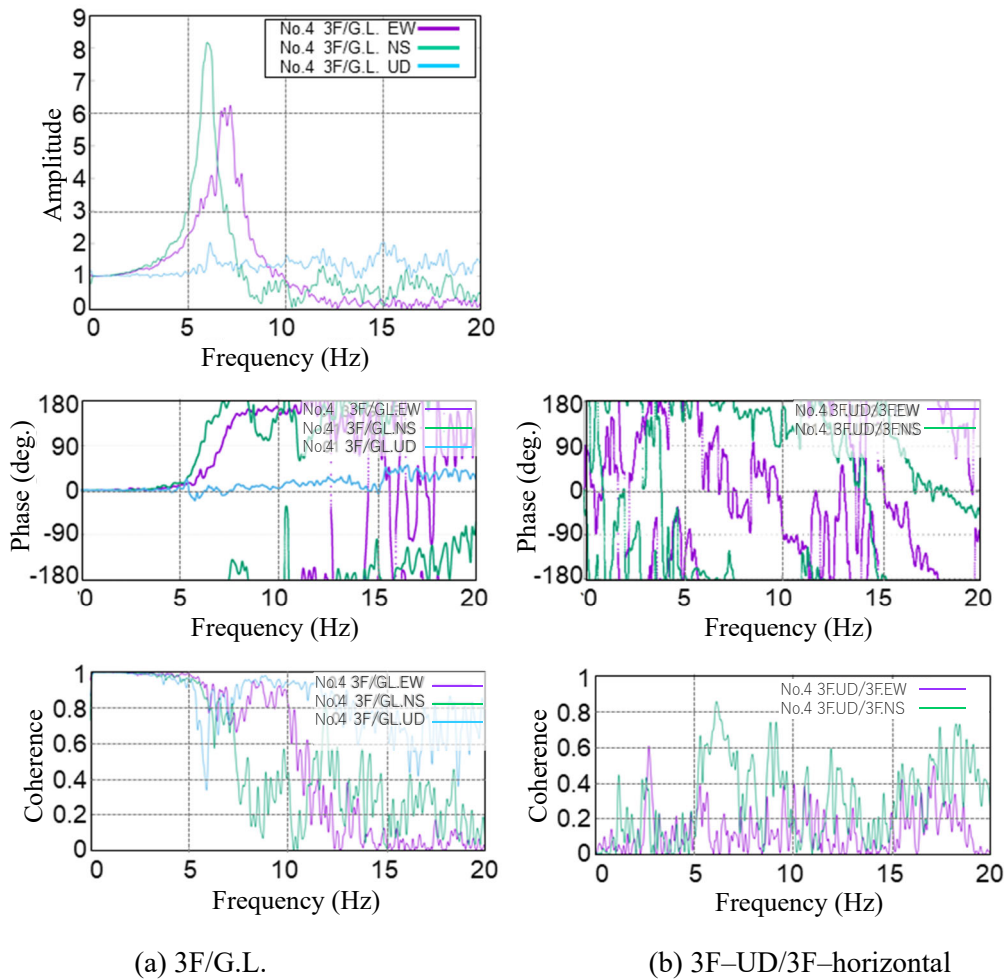 9
8
7
6
5
4
3
2
1
0
Amplitude
No.4 3F/G.L. EW
No.4 3F/G.L. NS
No.4 3F/G.L. UD
0 5 10 15 20
Frequency (Hz)
180
90
0
-90
-180
Phase (deg.)
No.4 3F/GL.EW
No.4 3F/GL.NS
No.4 3F/GL.UD
0 5 10 15 20
Frequency (Hz)
180
90
0
-90
-180
Phase (deg.)
No.4 3F.UD/3F.EW
No.4 3F.UD/3F.NS
0 5 10 15 20
Frequency (Hz)
1
0.8
0.6
0.4
0.2
0
Coherence
No.4 3F/GL.EW
No.4 3F/GL.NS
No.4 3F/GL.UD
0 5 10 15 20
Frequency (Hz)
1
0.8
0.6
0.4
0.2
0
Coherence
No.4 3F.UD/3F.EW
No.4 3F.UD/3F.NS
0 5 10 15 20
Frequency (Hz)
(a) 3F/G.L.
(b) 3F–UD/3F–horizontal